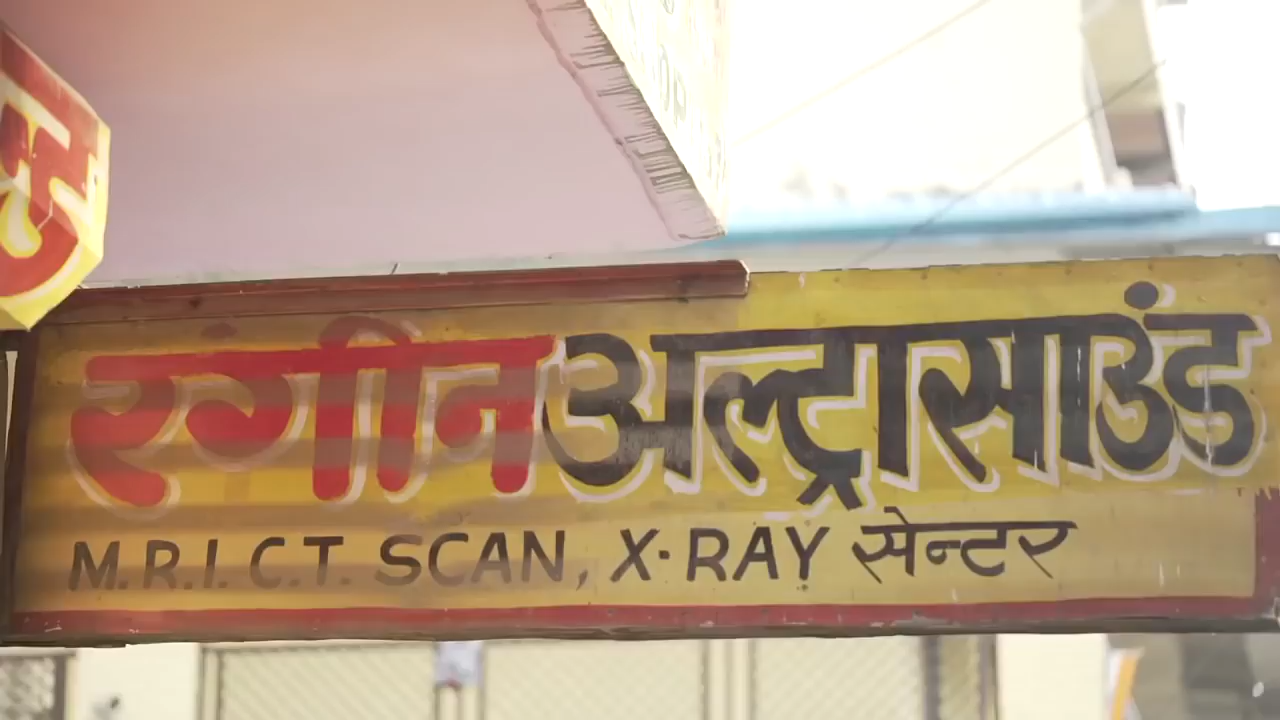 रंगीन अल्ट्रासाउंड
M.R.I. C.T. SCAN, X-RAY सेन्टर